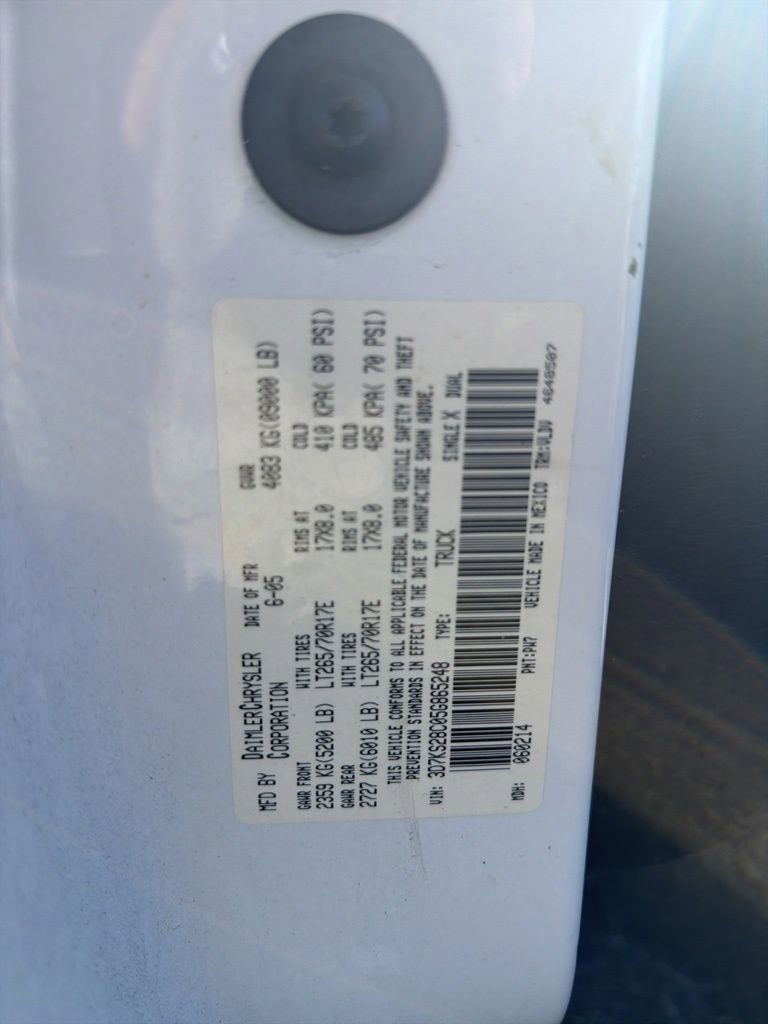 MFD BY DAIMLERCHRYSLER CORPORATION DATE OF MFR 6-05 GVWR 4083 KG(09000 LB)
GAWR FRONT WITH TIRES RIMS AT COLD
2359 KG(5200 LB) LT265/70R17E 17X8.0 410 KPA( 60 PSI)
GAWR REAR WITH TIRES RIMS AT COLD
2727 KG(6010 LB) LT265/70R17E 17X8.0 485 KPA( 70 PSI)
THIS VEHICLE CONFORMS TO ALL APPLICABLE FEDERAL MOTOR VEHICLE SAFETY AND THEFT
PREVENTION STANDARDS IN EFFECT ON THE DATE OF MANUFACTURE SHOWN ABOVE.
VIN: 3D7KS28C05G865248 TYPE: TRUCK SINGLE X DUAL
MDH: 060214 PNT:PW7 VEHICLE MADE IN MEXICO TRM:VLDV 4648507